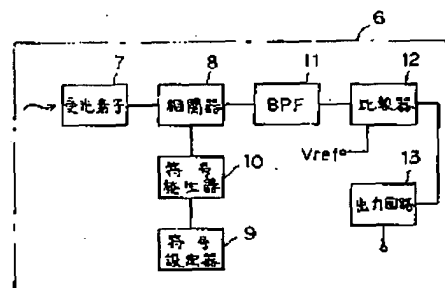 6
7
8
11
12
受光素子
相関器
BPF
比較器
Vref
10
13
符号発生器
出力回路
9
符号設定器